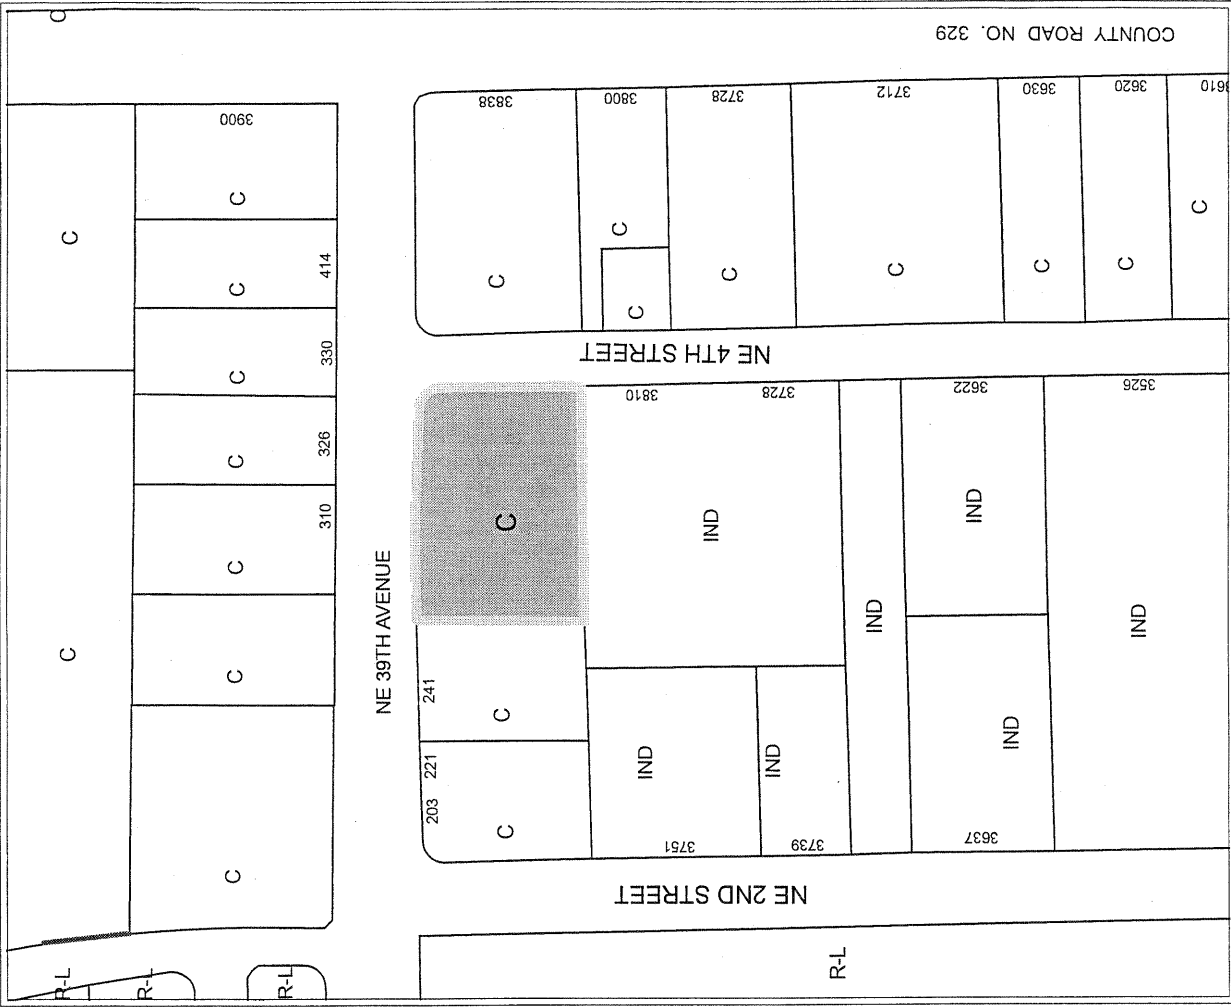 COUNTY ROAD NO. 329
C
3900
C
414
C
330
C
326
C
310
C
C
C
C
NE 39TH AVENUE
3838
C
3800
C
C
3728
C
3712
C
3630
C
3620
C
3610
C
NE 4TH STREET
C
241
C
221
203
C
3810
3728
IND
IND
3751
IND
3739
IND
3622
IND
3637
IND
3526
IND
NE 2ND STREET
R-L
R-L
R-L
R-L